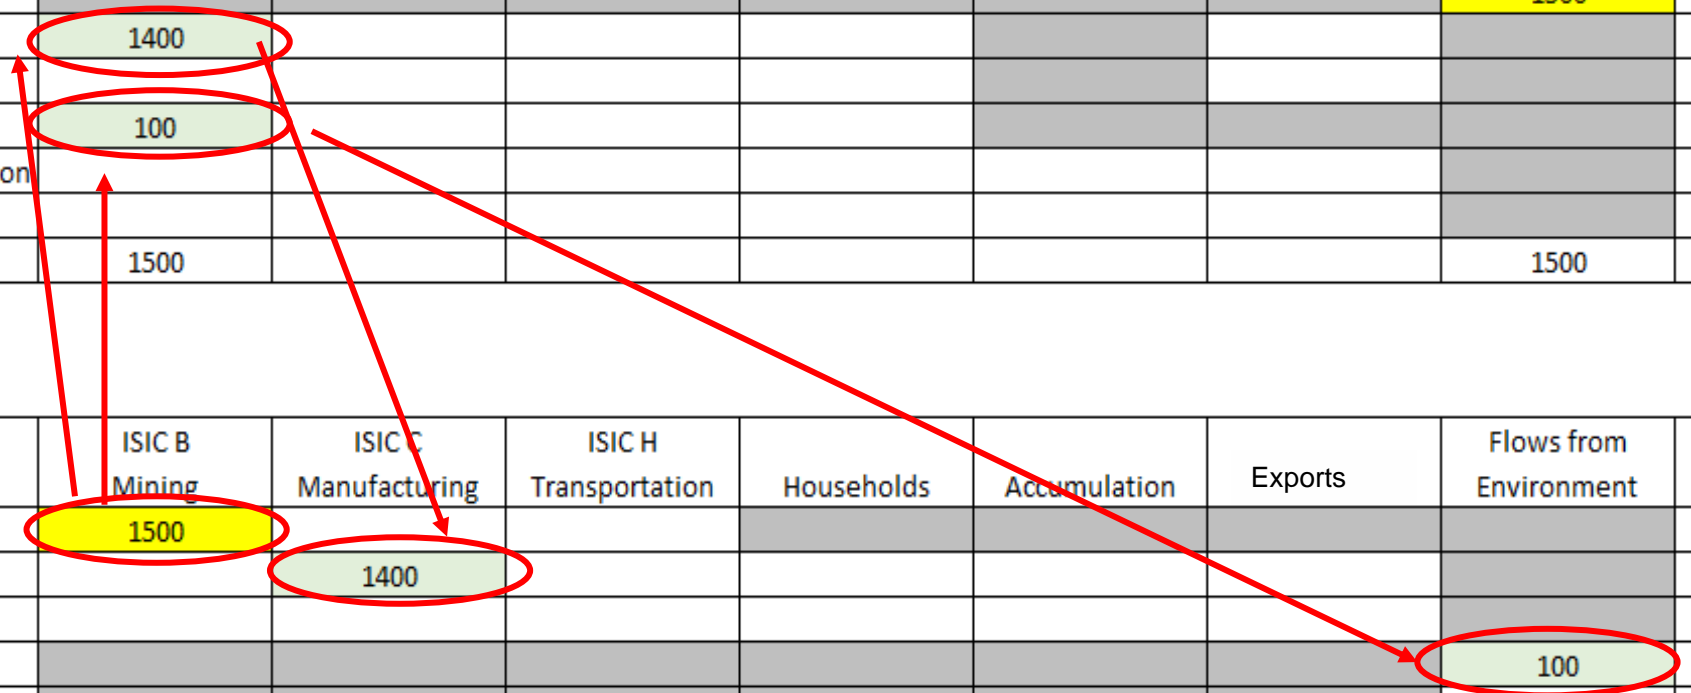 1400
100
on
1500 1500
ISIC B ISIC C ISIC H Flows from
Mining Manufacturing Transportation Households Accumulation Exports Environment
1500
1400
100